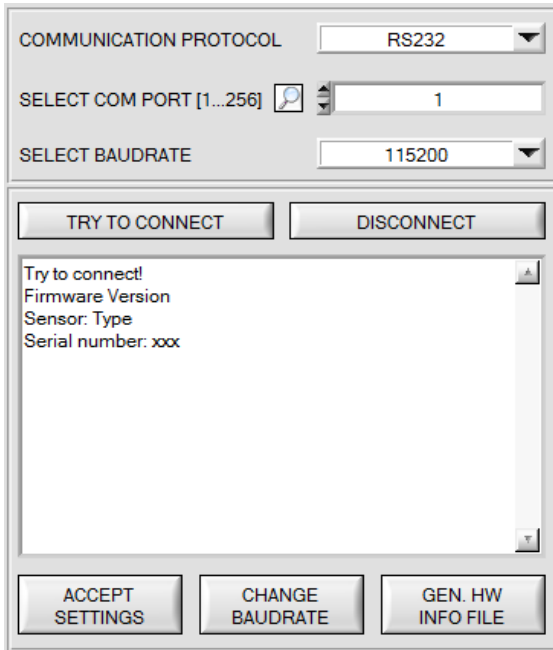 COMMUNICATION PROTOCOL RS232
SELECT COM PORT [1...256] 1
SELECT BAUDRATE 115200
TRY TO CONNECT DISCONNECT
Try to connect!
Firmware Version
Sensor: Type
Serial number: xxx
ACCEPT SETTINGS
CHANGE BAUDRATE
GEN. HW INFO FILE